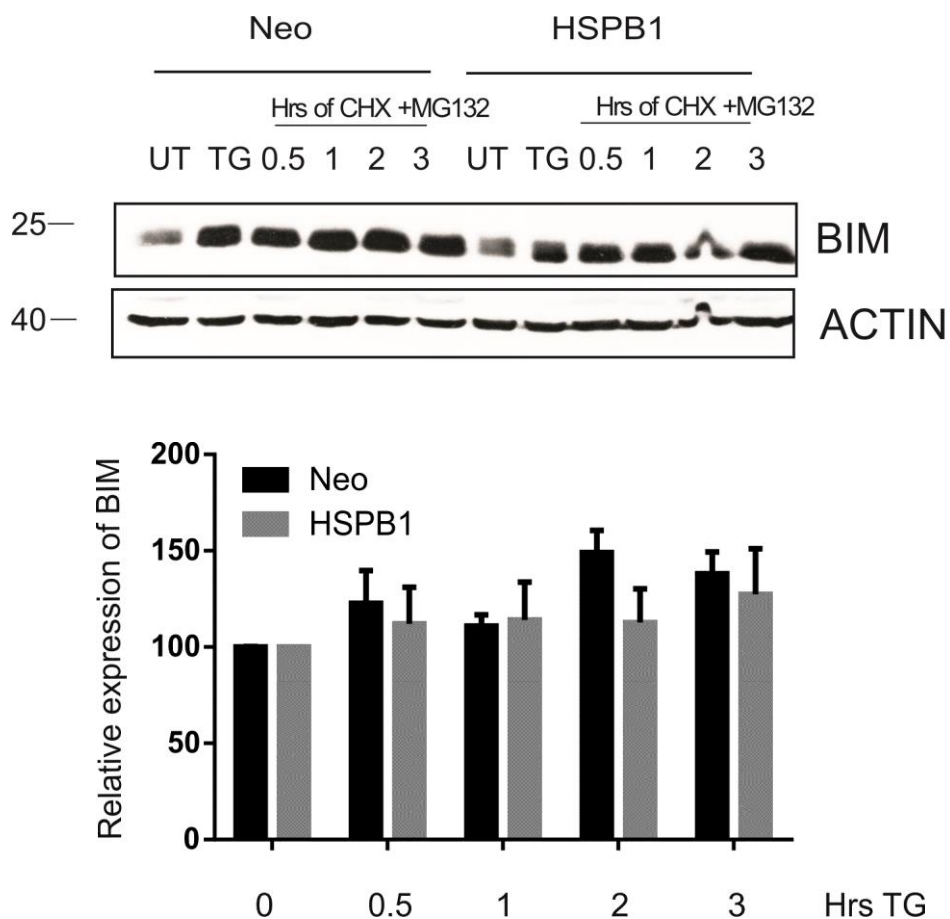 Neo HSPB1
Hrs of CHX +MG132 Hrs of CHX +MG132
UT TG 0.5 1 2 3 UT TG 0.5 1 2 3
25 BIM
40 ACTIN
Relative expression of BIM
200
150
100
50
0
Neo
HSPB1
0 0.5 1 2 3 Hrs TG